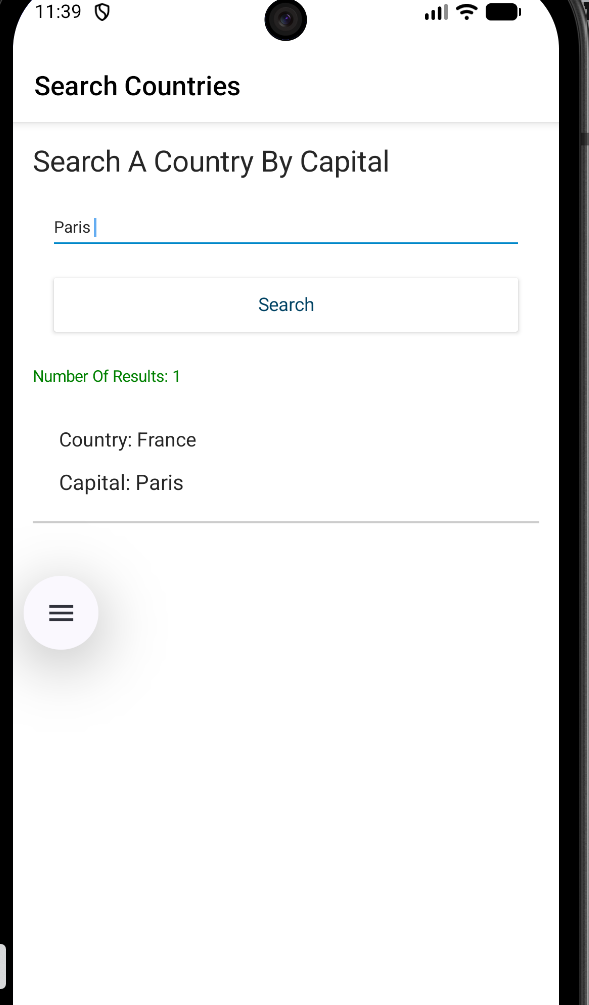 11:39
Search Countries
Search A Country By Capital
Paris
Search
Number Of Results: 1
Country: France
Capital: Paris